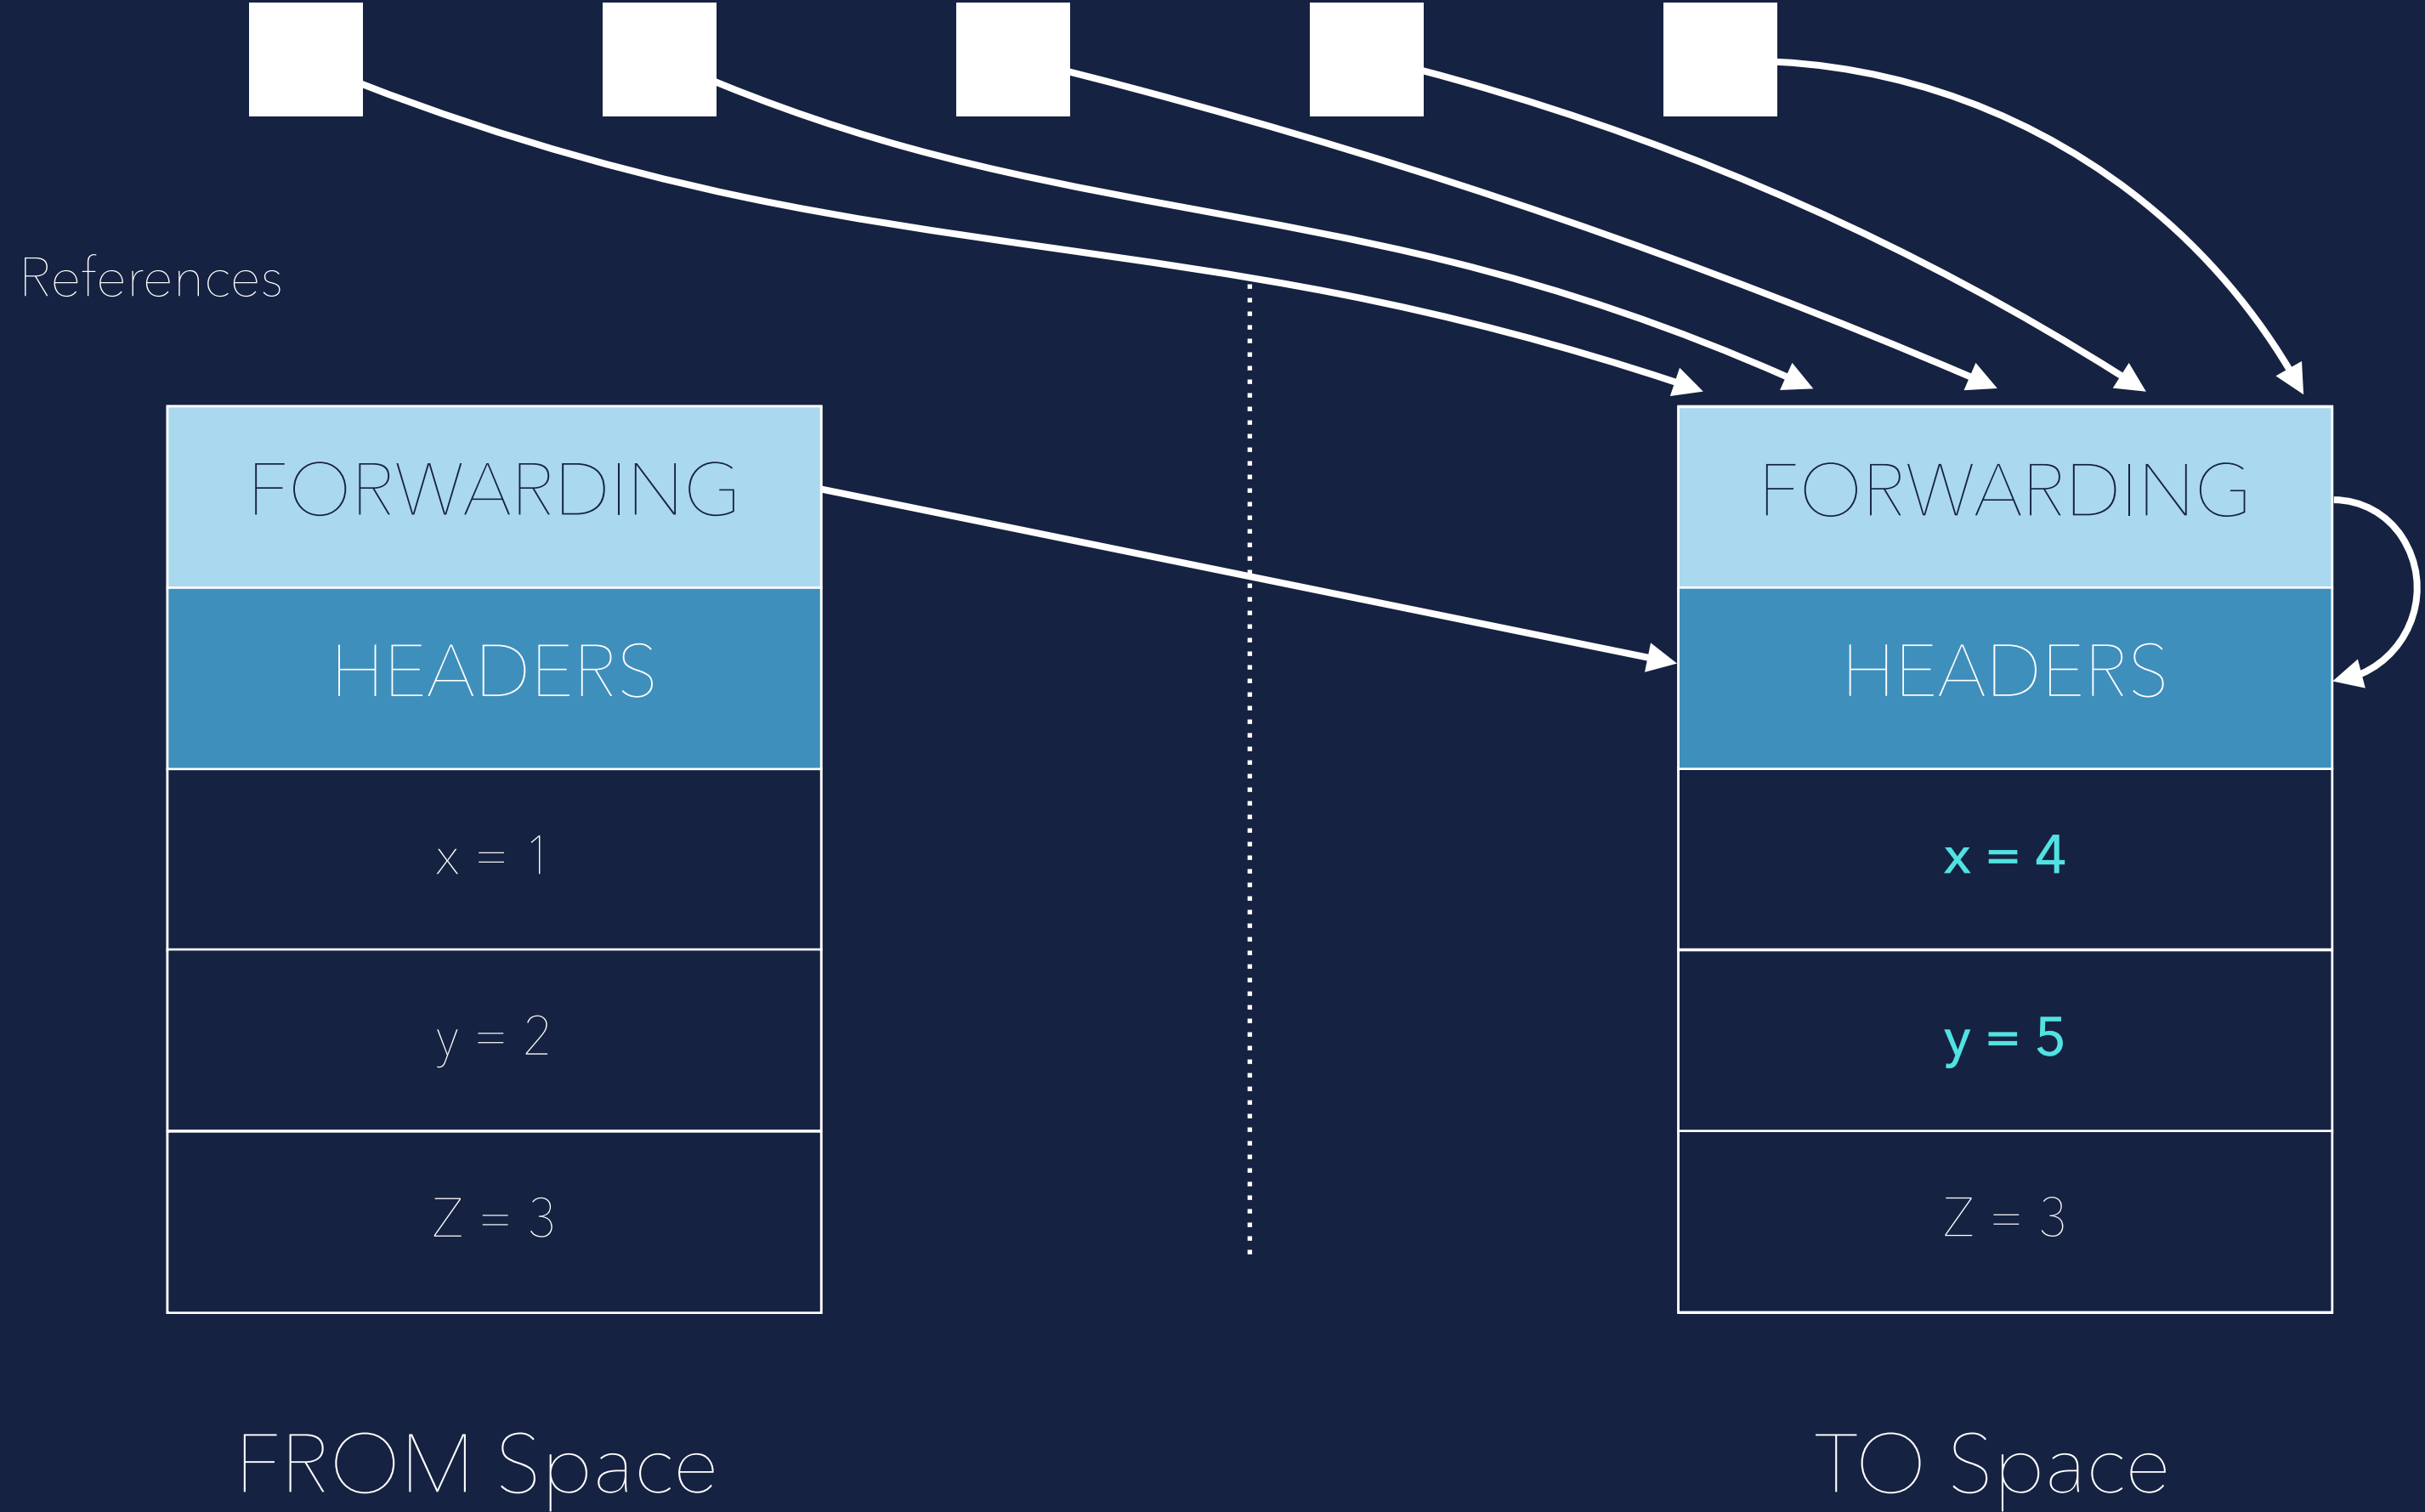 References
FORWARDING
HEADERS
x = 1
y = 2
Z = 3
FROM Space
FORWARDING
HEADERS
x = 4
y = 5
Z = 3
TO Space